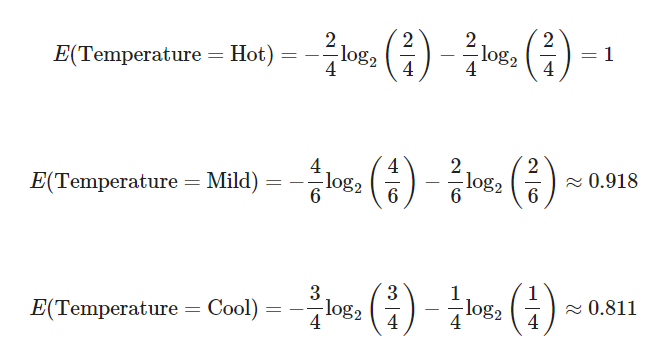 E(Temperature = Hot) = −2/4 log₂(2/4) − 2/4 log₂(2/4) = 1
E(Temperature = Mild) = −4/6 log₂(4/6) − 2/6 log₂(2/6) ≈ 0.918
E(Temperature = Cool) = −3/4 log₂(3/4) − 1/4 log₂(1/4) ≈ 0.811